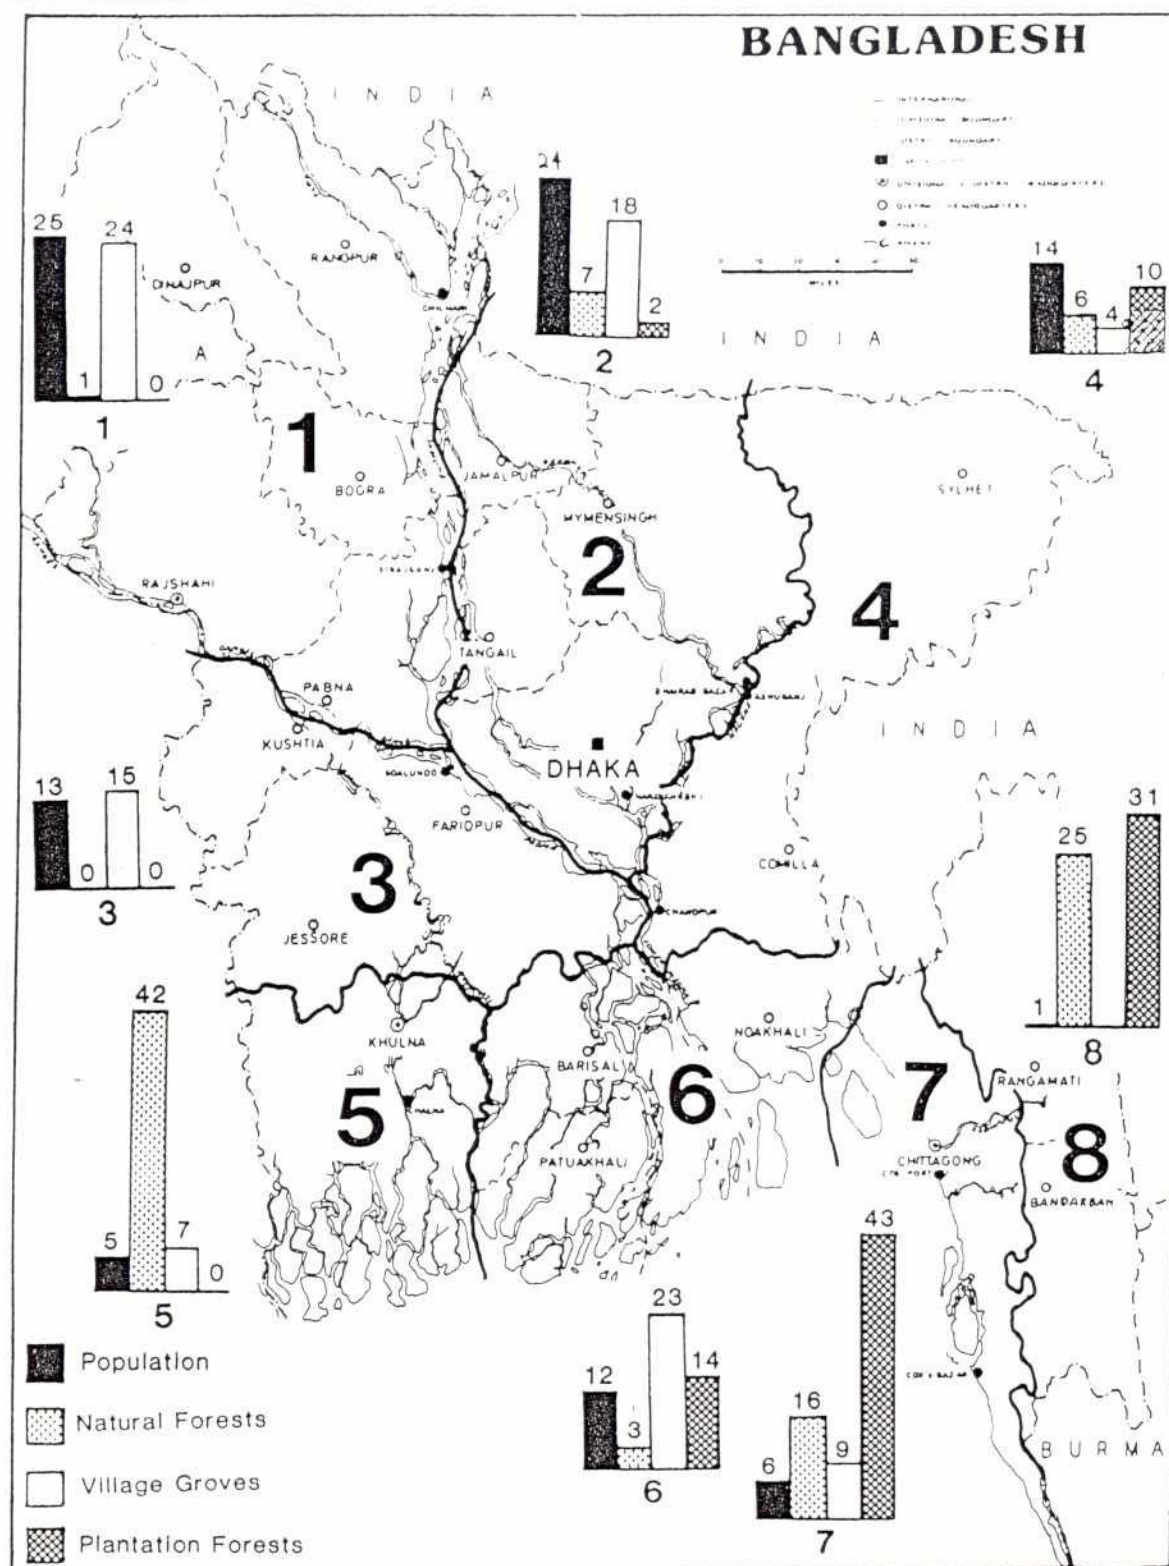 BANGLADESH
INDIA
24
18
7
2
2
25
24
1
0
1
RANGPUR
DINAJPUR
MILES
INDIA
14
6
4
10
4
A
1
BOGRA
JAMALPUR
MYMENSINGH
SYLHET
2
4
RAJSHAHI
TANGAIL
PABNA
KUSHTIA
INDIA
DHAKA
FARIDPUR
COMILLA
CHANDPUR
13
0
15
0
3
3
JESSORE
1
25
31
8
42
5
7
0
5
KHULNA
BARISAL
NOAKHALI
RANGAMATI
5
6
7
8
PATUAKHALI
CHITTAGONG
BANDARBAN
12
3
23
14
6
6
16
9
43
7
BURMA
Population
Natural Forests
Village Groves
Plantation Forests